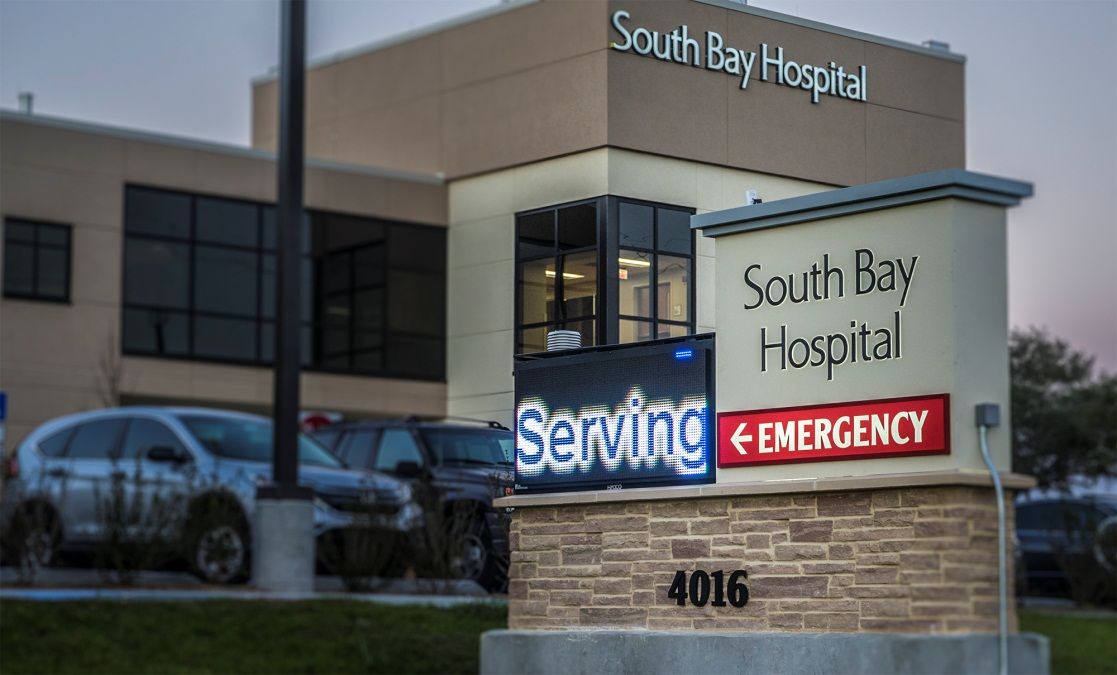 South Bay Hospital
South Bay
Hospital
Serving
← EMERGENCY
4016